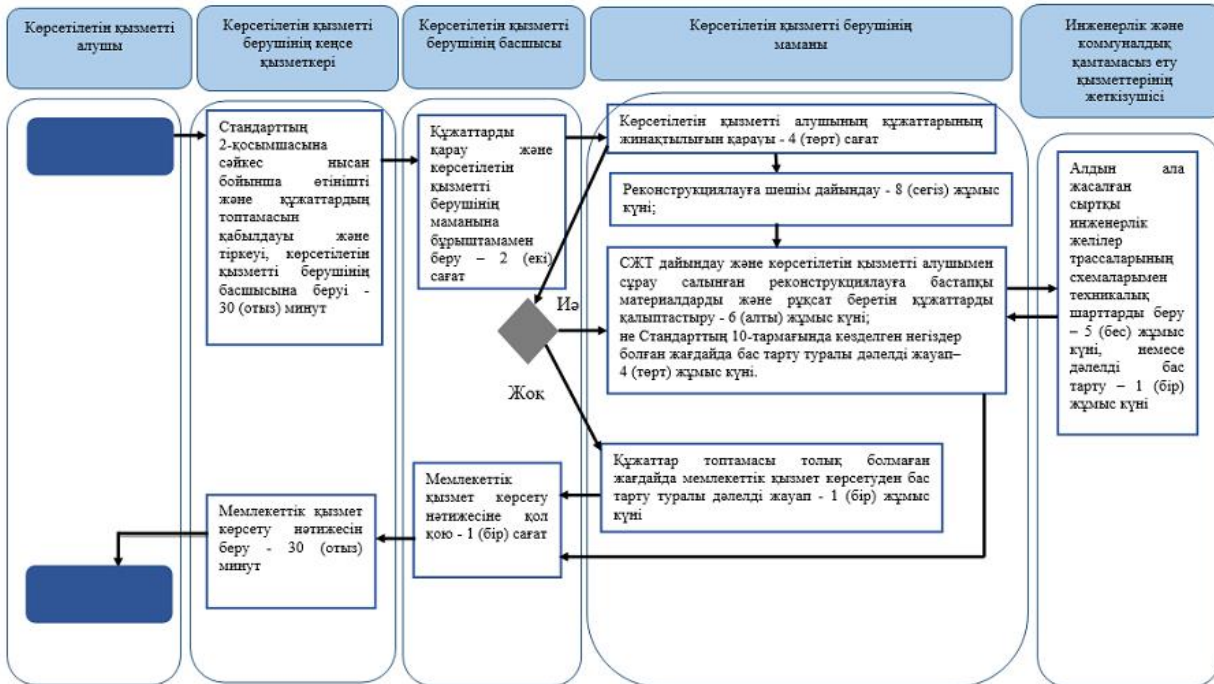 Көрсетілетін қызметті
алушы
Көрсетілетін қызметті
берушінің кеңсе
қызметкері
Көрсетілетін қызметті
берушінің басшысы
Көрсетілетін қызметті берушінің
маманы
Инженерлік және
коммуналдық
қамтамасыз ету
қызметтерінің
жеткізушісі
Стандарттың
2-қосымшасына
сәйкес нысан
бойынша өтінішті
және құжаттардың
топтамасын
қабылдауы және
тіркеуі, көрсетілетін
қызметті берушінің
басшысына беруі -
30 (отыз) минут
Құжаттарды
қарау және
көрсетілетін
қызметті
берушінің
маманына
бұрыштамамен
беру – 2 (екі)
сағат
Көрсетілетін қызметті алушының құжаттарының
жинақтылығын қарауы - 4 (төрт) сағат
Реконструкциялауға шешім дайындау - 8 (сегіз) жұмыс
күні;
СЖТ дайындау және көрсетілетін қызметті алушымен
сұрау салынған реконструкциялауға бастапқы
материалдарды және рұқсат беретін құжаттарды
қалыптастыру - 6 (алты) жұмыс күні;
не Стандарттың 10-тармағында көзделген негіздер
болған жағдайда бас тарту туралы дәлелді жауап–
4 (төрт) жұмыс күні.
Алдын ала
жасалған
сыртқы
инженерлік
желілер
трассаларының
схемаларымен
техникалық
шарттарды беру
– 5 (бес) жұмыс
күні, немесе
дәлелді бас
тарту – 1 (бір)
жұмыс күні
Иә
Жоқ
Құжаттар топтамасы толық болмаған
жағдайда мемлекеттік қызмет көрсетуден бас
тарту туралы дәлелді жауап - 1 (бір) жұмыс
күні
Мемлекеттік
қызмет көрсету
нәтижесіне қол
қою - 1 (бір) сағат
Мемлекеттік қызмет
көрсету нәтижесін
беру - 30 (отыз)
минут